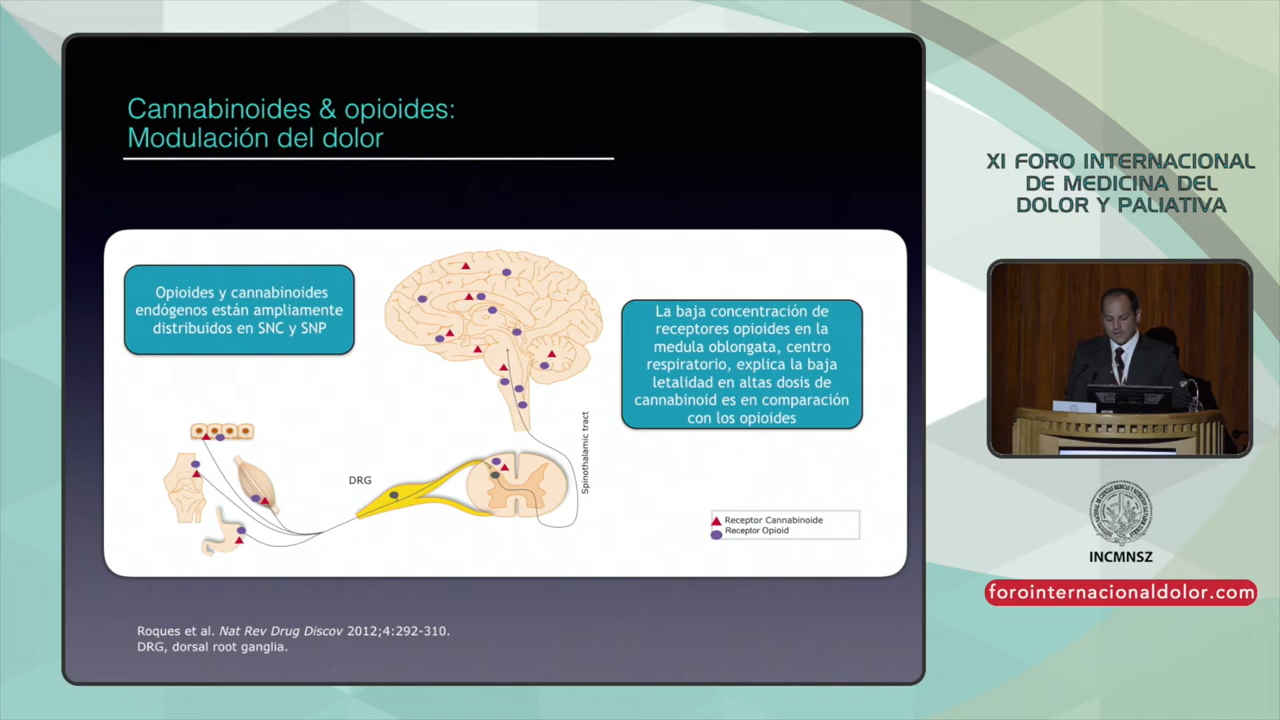 Cannabinoides & opioides:
Modulación del dolor
Opioides y cannabinoides
endógenos están ampliamente
distribuidos en SNC y SNP
La baja concentración de
receptores opioides en la
medula oblongata, centro
respiratorio, explica la baja
letalidad en altas dosis de
cannabinoid es en comparación
con los opioides
DRG
Spinothalamic tract
Receptor Cannabinoide
Receptor Opioid
Roques et al. Nat Rev Drug Discov 2012;4:292-310.
DRG, dorsal root ganglia.
XI FORO INTERNACIONAL
DE MEDICINA DEL
DOLOR Y PALIATIVA
INCMNSZ
forointernacionaldolor.com